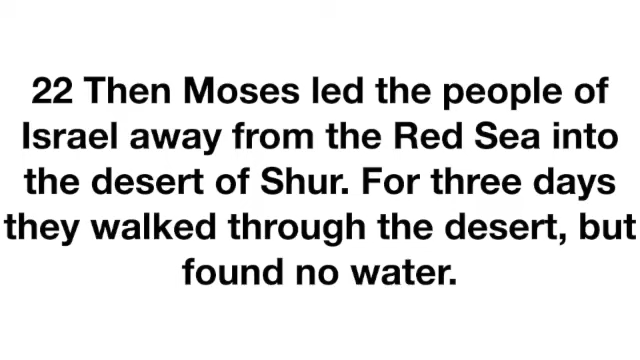 22 Then Moses led the people of
Israel away from the Red Sea into
the desert of Shur. For three days
they walked through the desert, but
found no water.